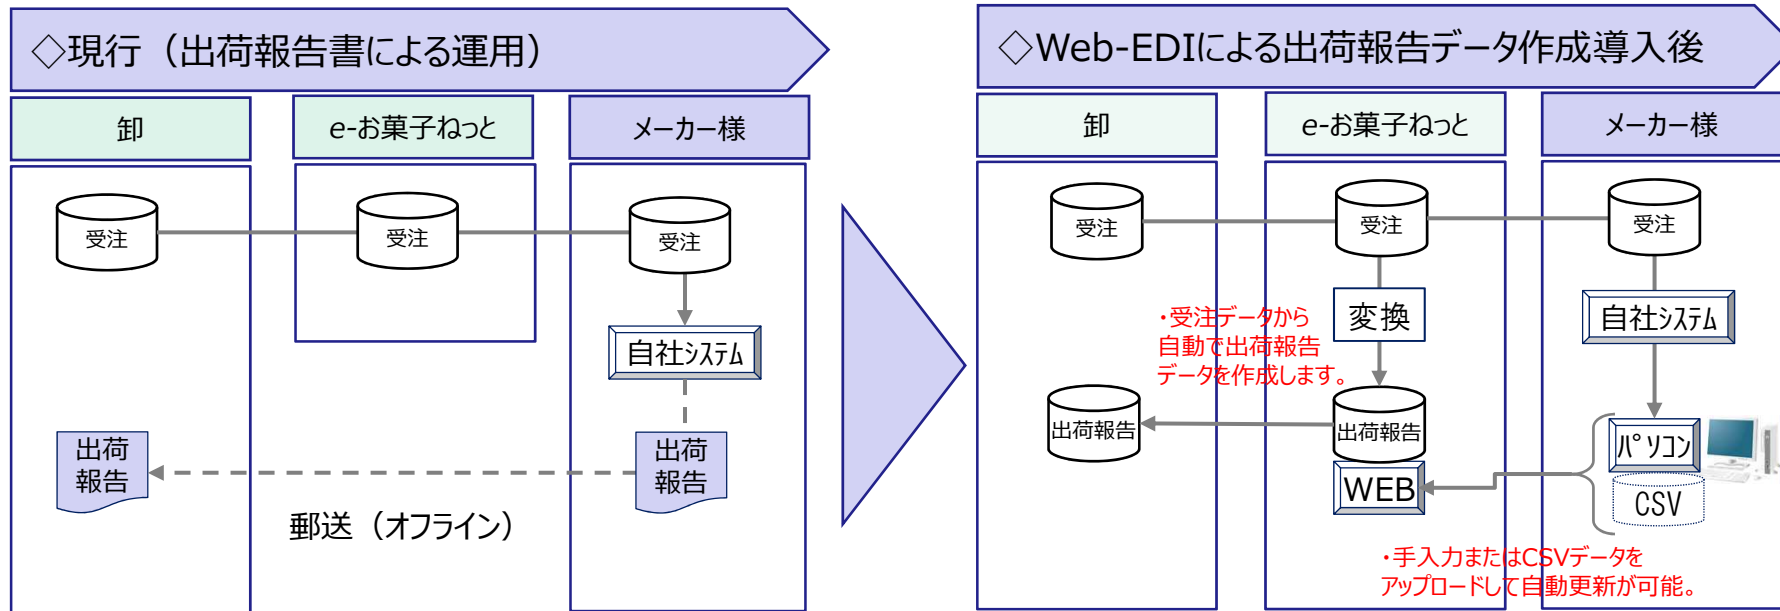 ◇現行（出荷報告書による運用）
卸
e-お菓子ねっと
メーカー様
受注
受注
受注
自社システム
出荷
報告
出荷
報告
郵送（オフライン）
◇Web-EDIによる出荷報告データ作成導入後
卸
e-お菓子ねっと
メーカー様
受注
受注
受注
変換
自社システム
・受注データから
自動で出荷報告
データを作成します。
出荷報告
出荷報告
パソコン
WEB
CSV
・手入力またはCSVデータを
アップロードして自動更新が可能。